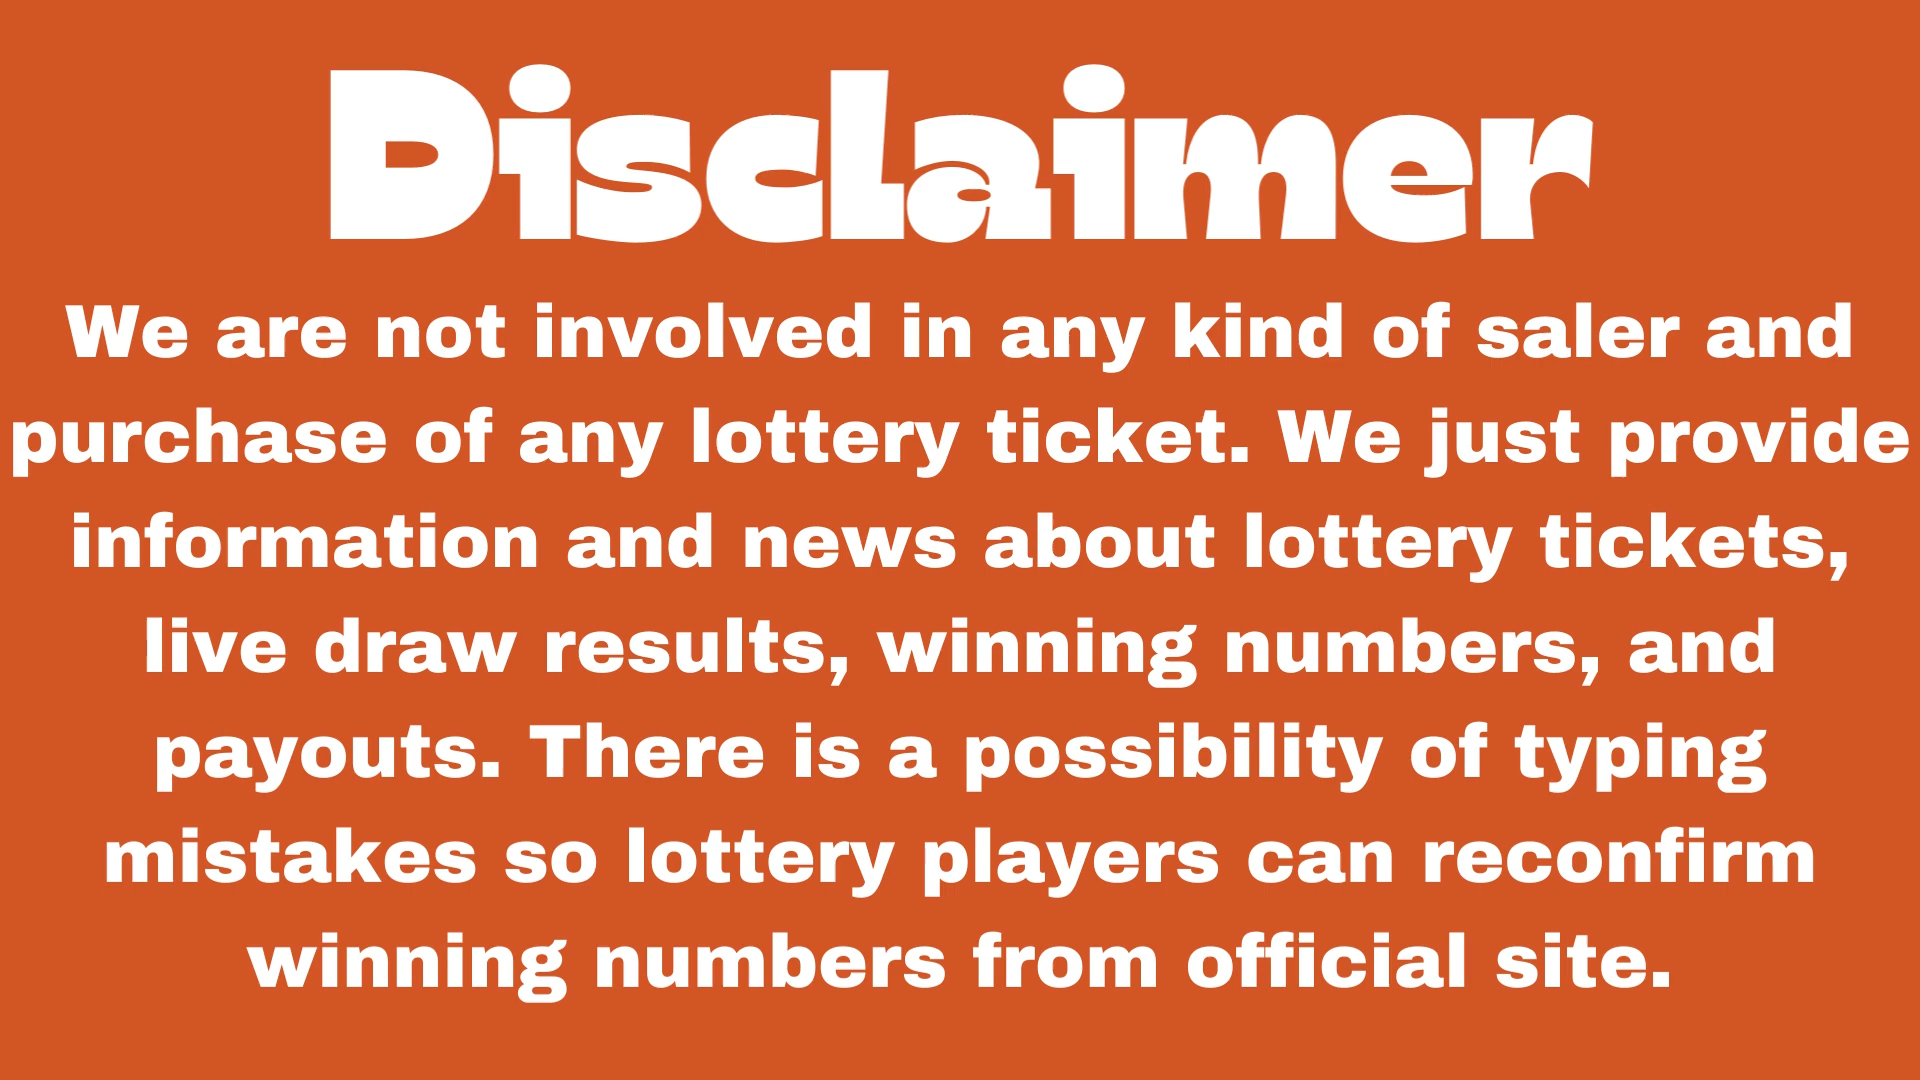 Disclaimer
We are not involved in any kind of saler and
purchase of any lottery ticket. We just provide
information and news about lottery tickets,
live draw results, winning numbers, and
payouts. There is a possibility of typing
mistakes so lottery players can reconfirm
winning numbers from official site.